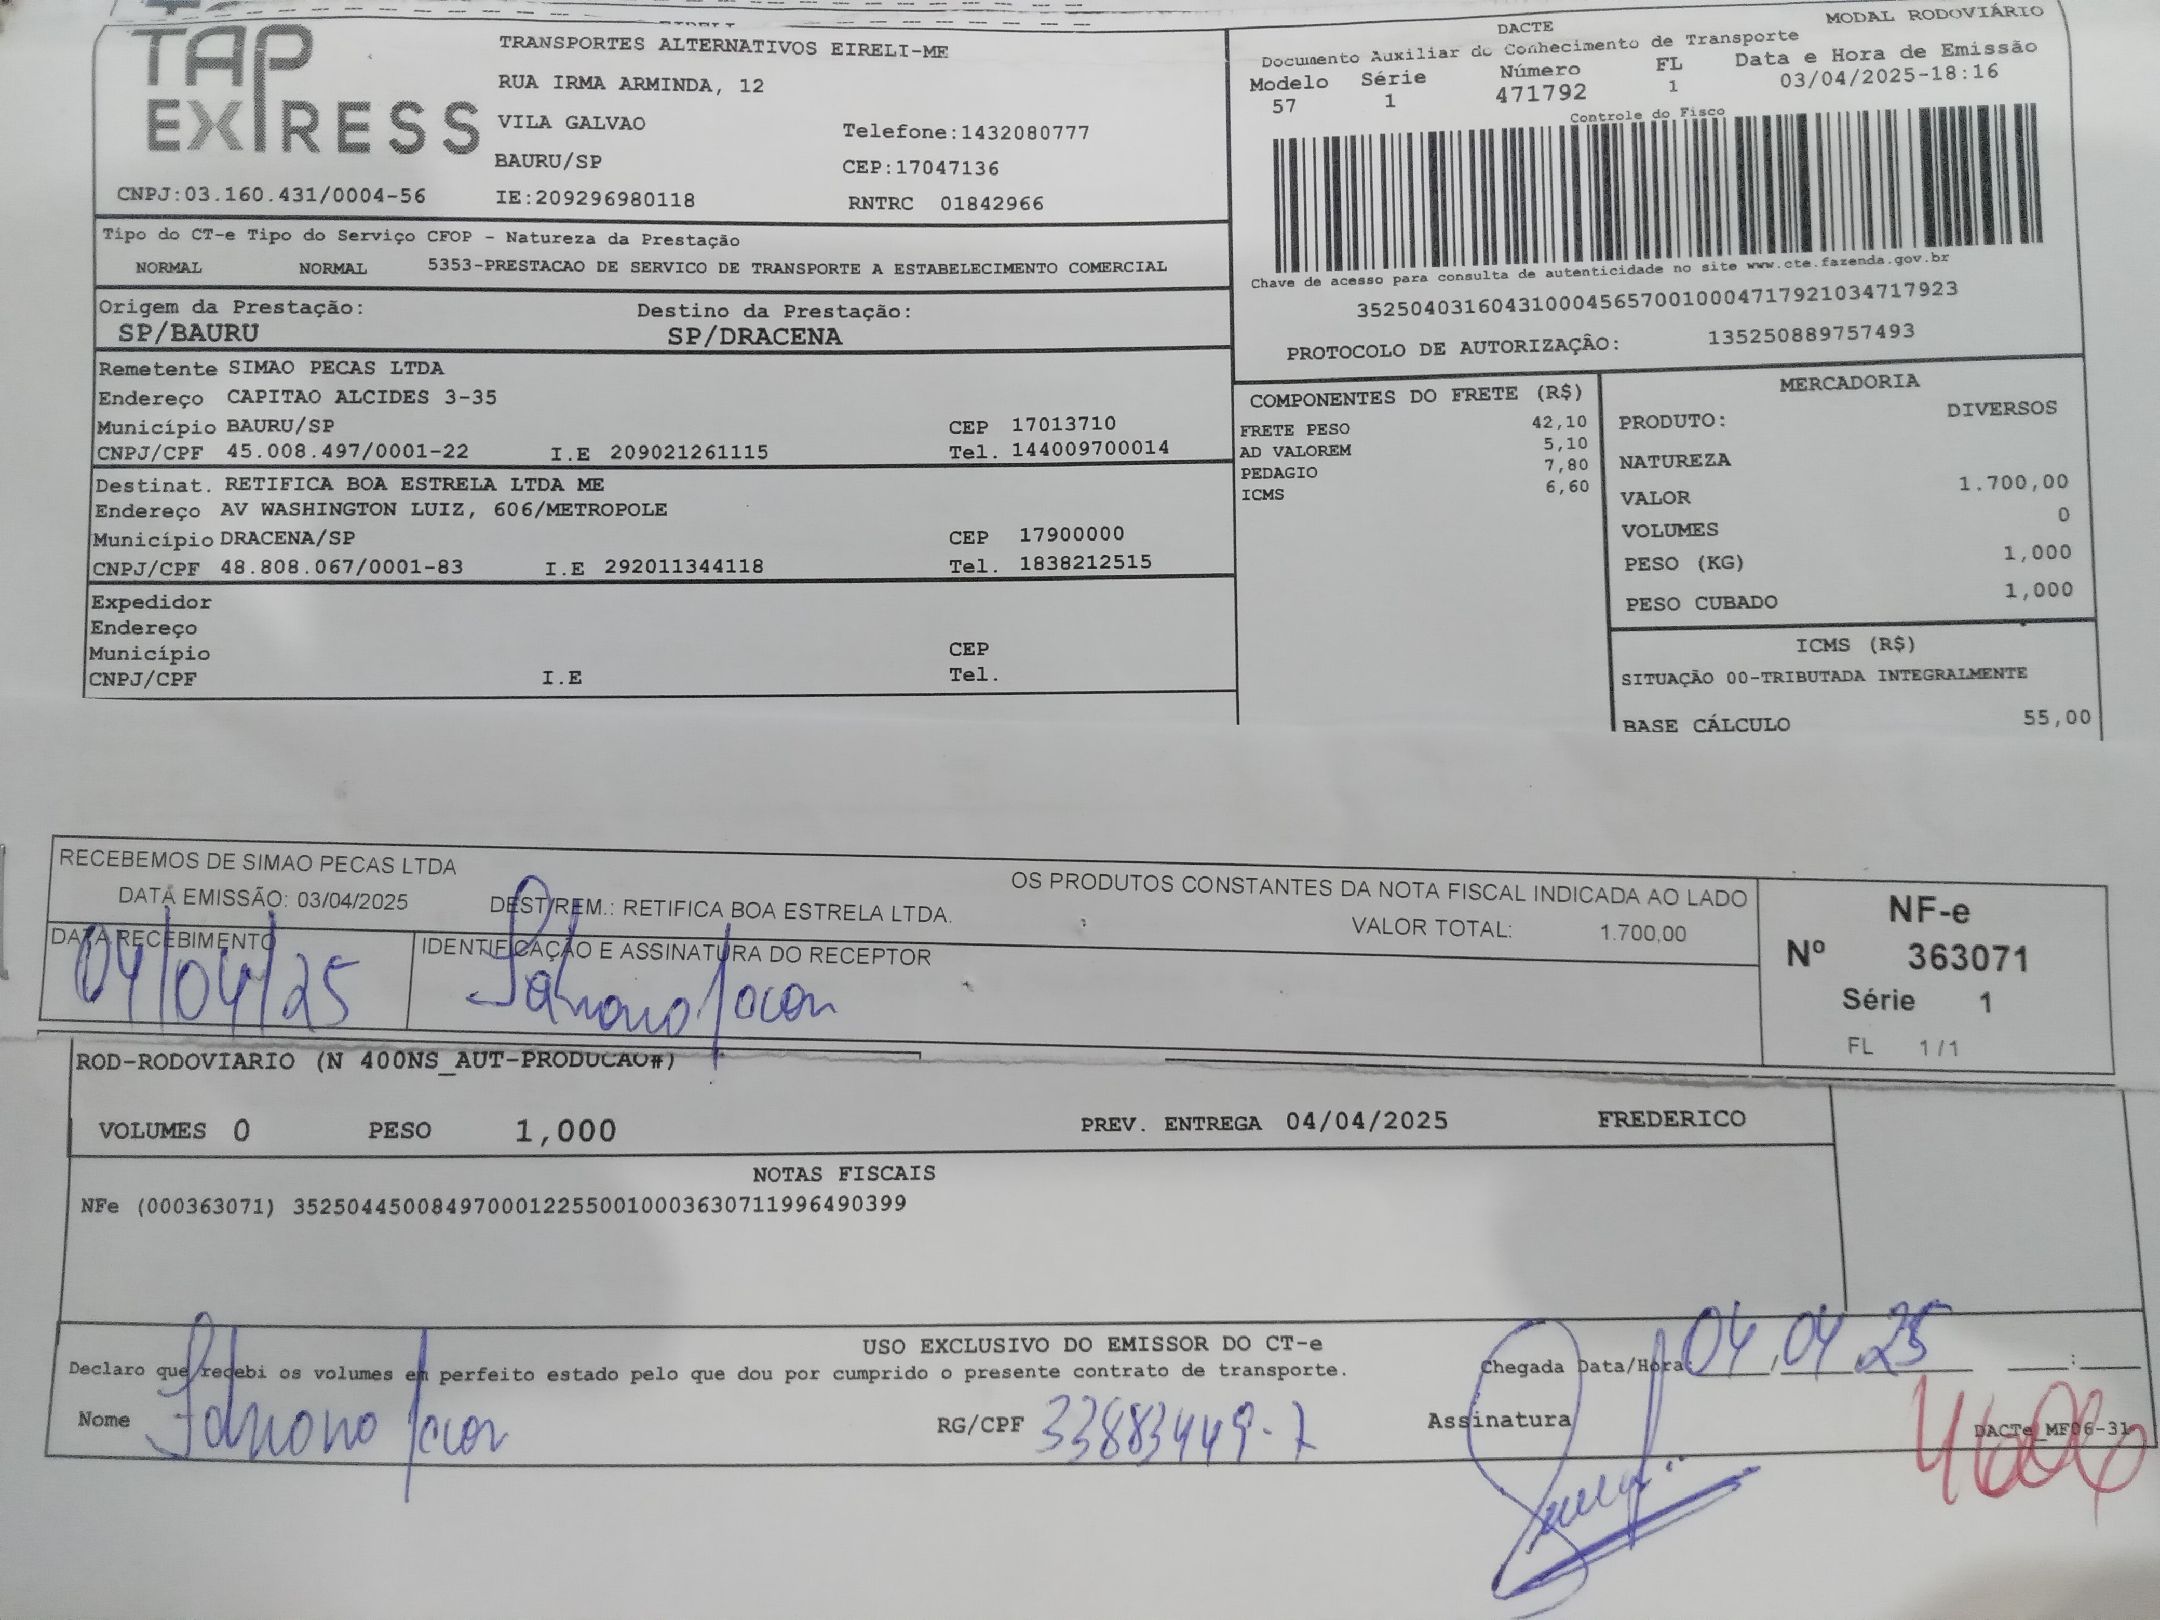 TAP EXPRESS
TRANSPORTES ALTERNATIVOS EIRELI-ME
RUA IRMA ARMINDA, 12
VILA GALVAO
Telefone:1432080777
BAURU/SP
CEP:17047136
CNPJ:03.160.431/0004-56
IE:209296980118
RNTRC 01842966
DACTE
MODAL RODOVIÁRIO
Documento Auxiliar do Conhecimento de Transporte
Modelo Série Número FL Data e Hora de Emissão
57 1 471792 1 03/04/2025-18:16
Controle do Fisco
Chave de acesso para consulta de autenticidade no site www.cte.fazenda.gov.br
35250403160431000456570010004717921034717923
PROTOCOLO DE AUTORIZAÇÃO: 135250889757493
Tipo do CT-e Tipo do Serviço CFOP - Natureza da Prestação
NORMAL NORMAL 5353-PRESTACAO DE SERVICO DE TRANSPORTE A ESTABELECIMENTO COMERCIAL
Origem da Prestação: Destino da Prestação:
SP/BAURU SP/DRACENA
Remetente SIMAO PECAS LTDA
Endereço CAPITAO ALCIDES 3-35
Município BAURU/SP CEP 17013710
CNPJ/CPF 45.008.497/0001-22 I.E 209021261115 Tel. 144009700014
Destinat. RETIFICA BOA ESTRELA LTDA ME
Endereço AV WASHINGTON LUIZ, 606/METROPOLE
Município DRACENA/SP CEP 17900000
CNPJ/CPF 48.808.067/0001-83 I.E 292011344118 Tel. 1838212515
Expedidor
Endereço
Município CEP
CNPJ/CPF I.E Tel.
COMPONENTES DO FRETE (R$)
FRETE PESO 42,10
AD VALOREM 5,10
PEDAGIO 7,80
ICMS 6,60
MERCADORIA
PRODUTO: DIVERSOS
NATUREZA
VALOR 1.700,00
VOLUMES 0
PESO (KG) 1,000
PESO CUBADO 1,000
ICMS (R$)
SITUAÇÃO 00-TRIBUTADA INTEGRALMENTE
BASE CÁLCULO 55,00
RECEBEMOS DE SIMAO PECAS LTDA OS PRODUTOS CONSTANTES DA NOTA FISCAL INDICADA AO LADO
DATA EMISSÃO: 03/04/2025 DEST/REM.: RETIFICA BOA ESTRELA LTDA. VALOR TOTAL: 1.700,00
DATA RECEBIMENTO IDENTIFICAÇÃO E ASSINATURA DO RECEPTOR
04/04/25
NF-e
Nº 363071
Série 1
FL 1/1
ROD-RODOVIARIO (N 400NS_AUT-PRODUCAO#)
VOLUMES 0 PESO 1,000 PREV. ENTREGA 04/04/2025 FREDERICO
NOTAS FISCAIS
NFe (000363071) 35250445008497000122550010003630711996490399
USO EXCLUSIVO DO EMISSOR DO CT-e
Declaro que recebi os volumes em perfeito estado pelo que dou por cumprido o presente contrato de transporte.
Chegada Data/Hora: 04,04,25 :
Nome
RG/CPF 33883449-7
Assinatura
DACTe_MF06-31